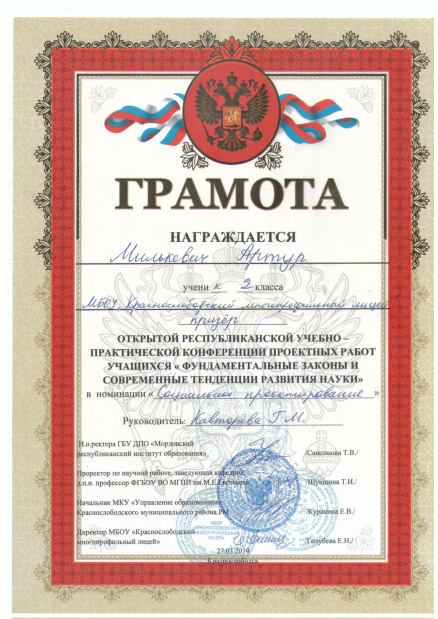 ГРАМОТА
НАГРАЖДАЕТСЯ
Милькевич Артур
учени к 2 класса
МБОУ Краснослободский многопрофильный лицей
призёр
ОТКРЫТОЙ РЕСПУБЛИКАНСКОЙ УЧЕБНО –
ПРАКТИЧЕСКОЙ КОНФЕРЕНЦИИ ПРОЕКТНЫХ РАБОТ
УЧАЩИХСЯ « ФУНДАМЕНТАЛЬНЫЕ ЗАКОНЫ И
СОВРЕМЕННЫЕ ТЕНДЕНЦИИ РАЗВИТИЯ НАУКИ»
в номинации « Социальное проектирование »
Руководитель: Кавторева Г.М.
И.о.ректора ГБУ ДПО «Мордовский
республиканский институт образования» Самсонова Т.В./
Проректор по научной работе, заведующая кафедрой,
д.п.н. профессор ФГБОУ ВО МГПИ им.М.Е.Евсевьева /Шукшина Т.И./
Начальник МКУ «Управление образованием»
Краснослободского муниципального района РМ /Куракина Е.В./
Директор МБОУ «Краснослободский
многопрофильный лицей» /Голубева Е.Н./
27.03.2019
Краснослободск